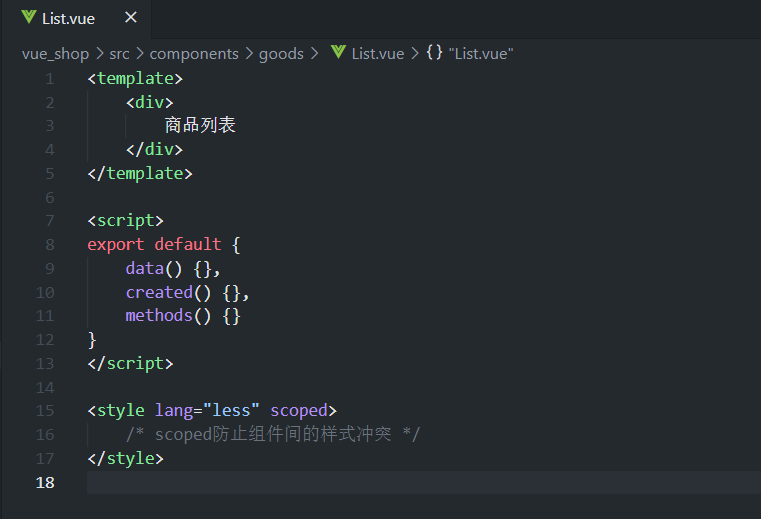 List.vue ×
vue_shop > src > components > goods > List.vue > {} "List.vue"
1 <template>
2     <div>
3         商品列表
4     </div>
5 </template>
6
7 <script>
8 export default {
9     data() {},
10     created() {},
11     methods() {}
12 }
13 </script>
14
15 <style lang="less" scoped>
16     /* scoped防止组件间的样式冲突 */
17 </style>
18